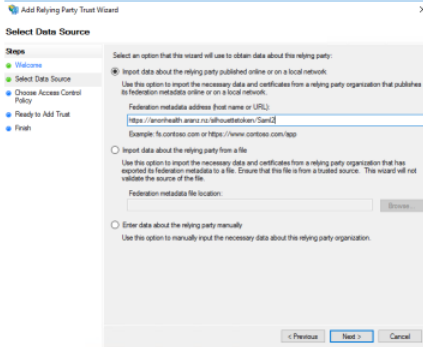 Add Relying Party Trust Wizard
Select Data Source
Steps
Welcome
Select Data Source
Choose Access Control
Policy
Ready to Add Trust
Finish
Select an option that this wizard will use to obtain data about this relying party:
Import data about the relying party published online or on a local network
Use this option to import the necessary data and certificates from a relying party organization that publishes
its federation metadata online or on a local network.
Federation metadata address (host name or URL):
https://anonhealth.aranz.nz/silhouettetoken/Saml2
Example: fs.contoso.com or https://www.contoso.com/app
Import data about the relying party from a file
Use this option to import the necessary data and certificates from a relying party organization that has
exported its federation metadata to a file. Ensure that this file is from a trusted source. This wizard will not
validate the source of the file.
Federation metadata file location:
Browse...
Enter data about the relying party manually
Use this option to manually input the necessary data about this relying party organization.
< Previous
Next >
Cancel